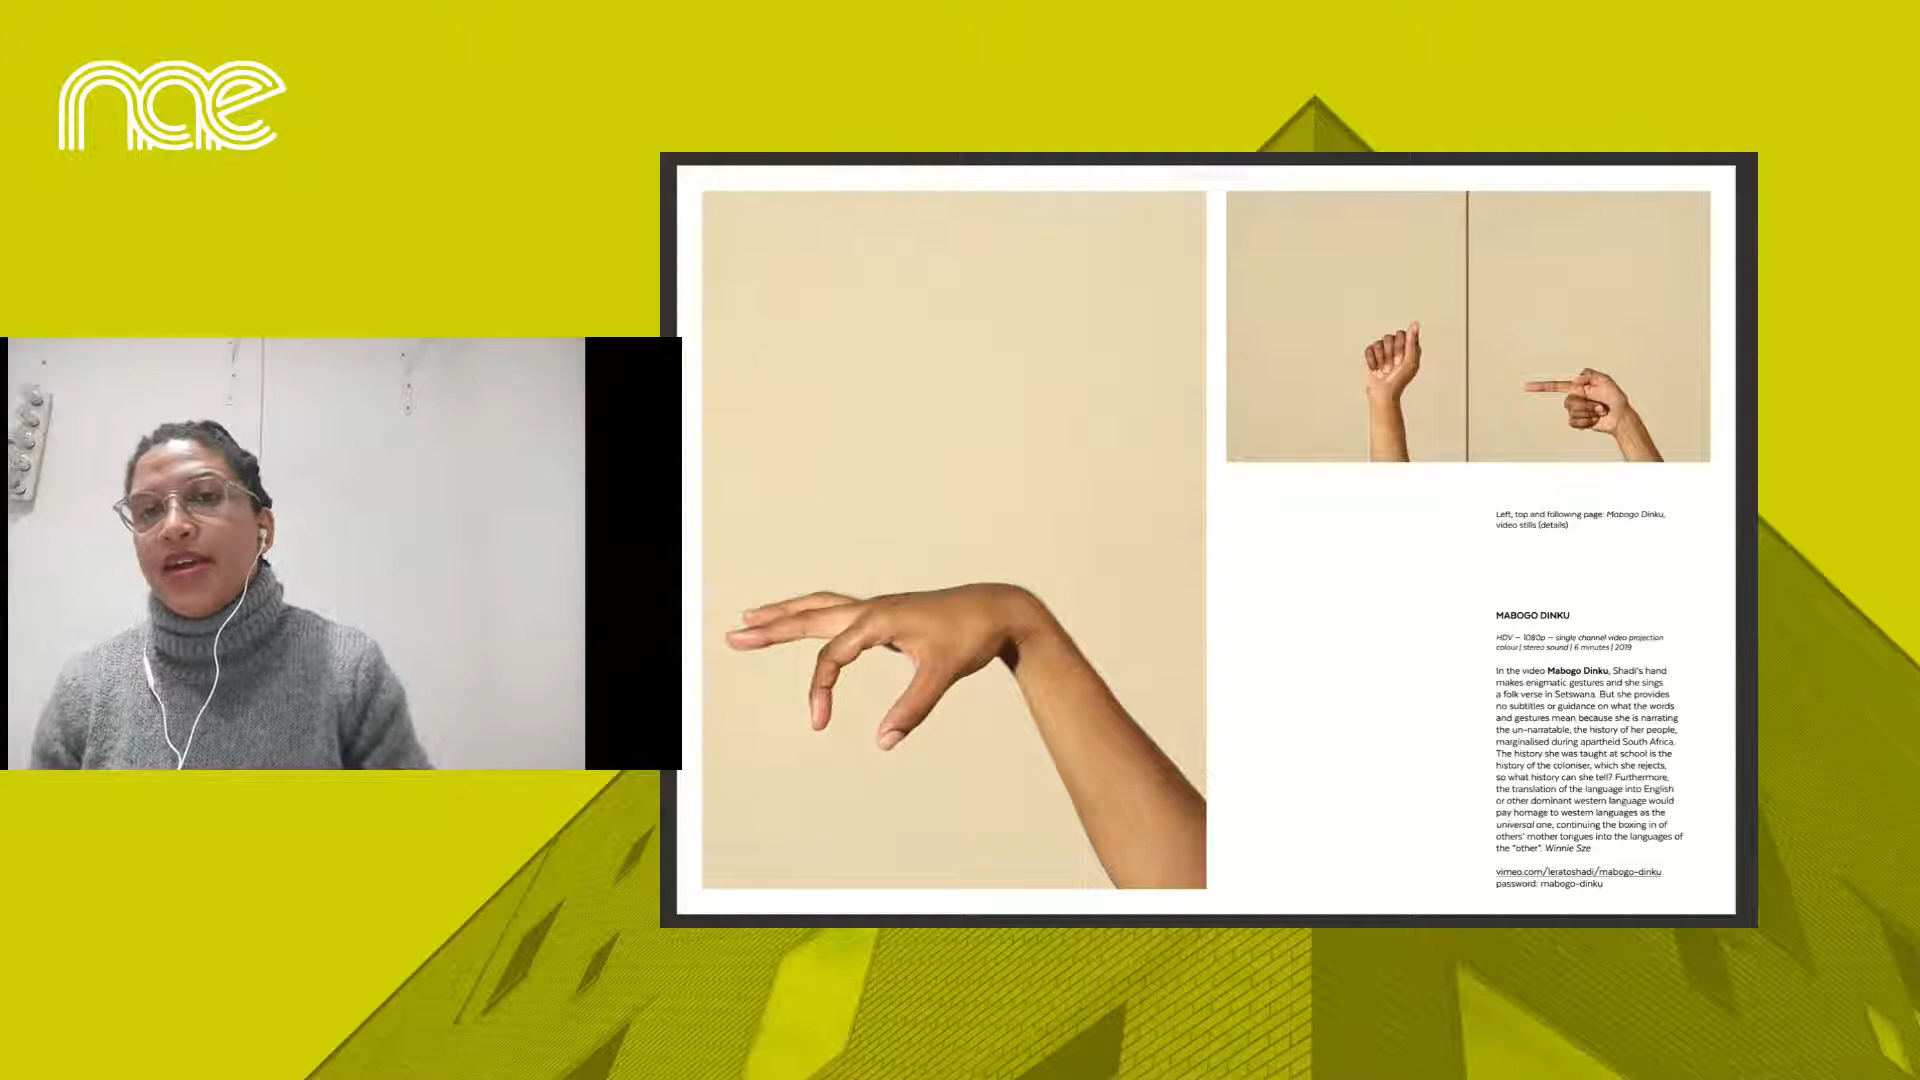 nae
Left, top and following page: Mabogo Dinku,
video stills (details)
MABOGO DINKU
HDV – 1080p – single channel video projection
colour | stereo sound | 6 minutes | 2019
In the video Mabogo Dinku, Shadi's hand
makes enigmatic gestures and she sings
a folk verse in Setswana. But she provides
no subtitles or guidance on what the words
and gestures mean because she is narrating
the un-narratable, the history of her people,
marginalised during apartheid South Africa.
The history she was taught at school is the
history of the coloniser, which she rejects,
so what history can she tell? Furthermore,
the translation of the language into English
or other dominant western language would
pay homage to western languages as the
universal one, continuing the boxing in of
others' mother tongues into the languages of
the "other". Winnie Sze
vimeo.com/leratoshadi/mabogo-dinku
password: mabogo-dinku